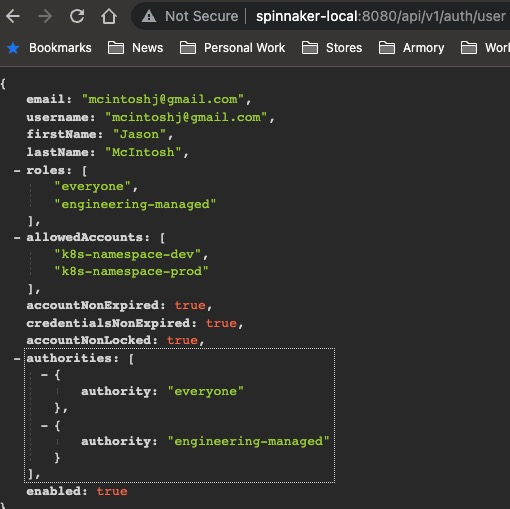 Not Secure | spinnaker-local:8080/api/v1/auth/user
Bookmarks News Personal Work Stores Armory Worl
{
email: "mcintoshj@gmail.com",
username: "mcintoshj@gmail.com",
firstName: "Jason",
lastName: "McIntosh",
- roles: [
"everyone",
"engineering-managed"
],
- allowedAccounts: [
"k8s-namespace-dev",
"k8s-namespace-prod"
],
accountNonExpired: true,
credentialsNonExpired: true,
accountNonLocked: true,
- authorities: [
- {
authority: "everyone"
},
- {
authority: "engineering-managed"
}
],
enabled: true
}